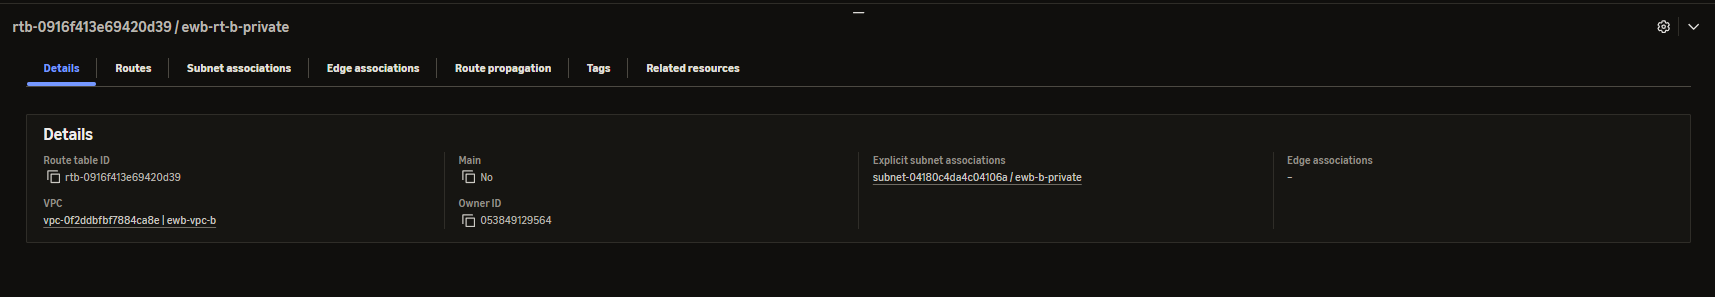 rtb-0916f413e69420d39 / ewb-rt-b-private
Details
Routes
Subnet associations
Edge associations
Route propagation
Tags
Related resources
Details
Route table ID
rtb-0916f413e69420d39
VPC
vpc-0f2ddbfbf7884ca8e | ewb-vpc-b
Main
No
Owner ID
053849129564
Explicit subnet associations
subnet-04180c4da4c04106a / ewb-b-private
Edge associations
–